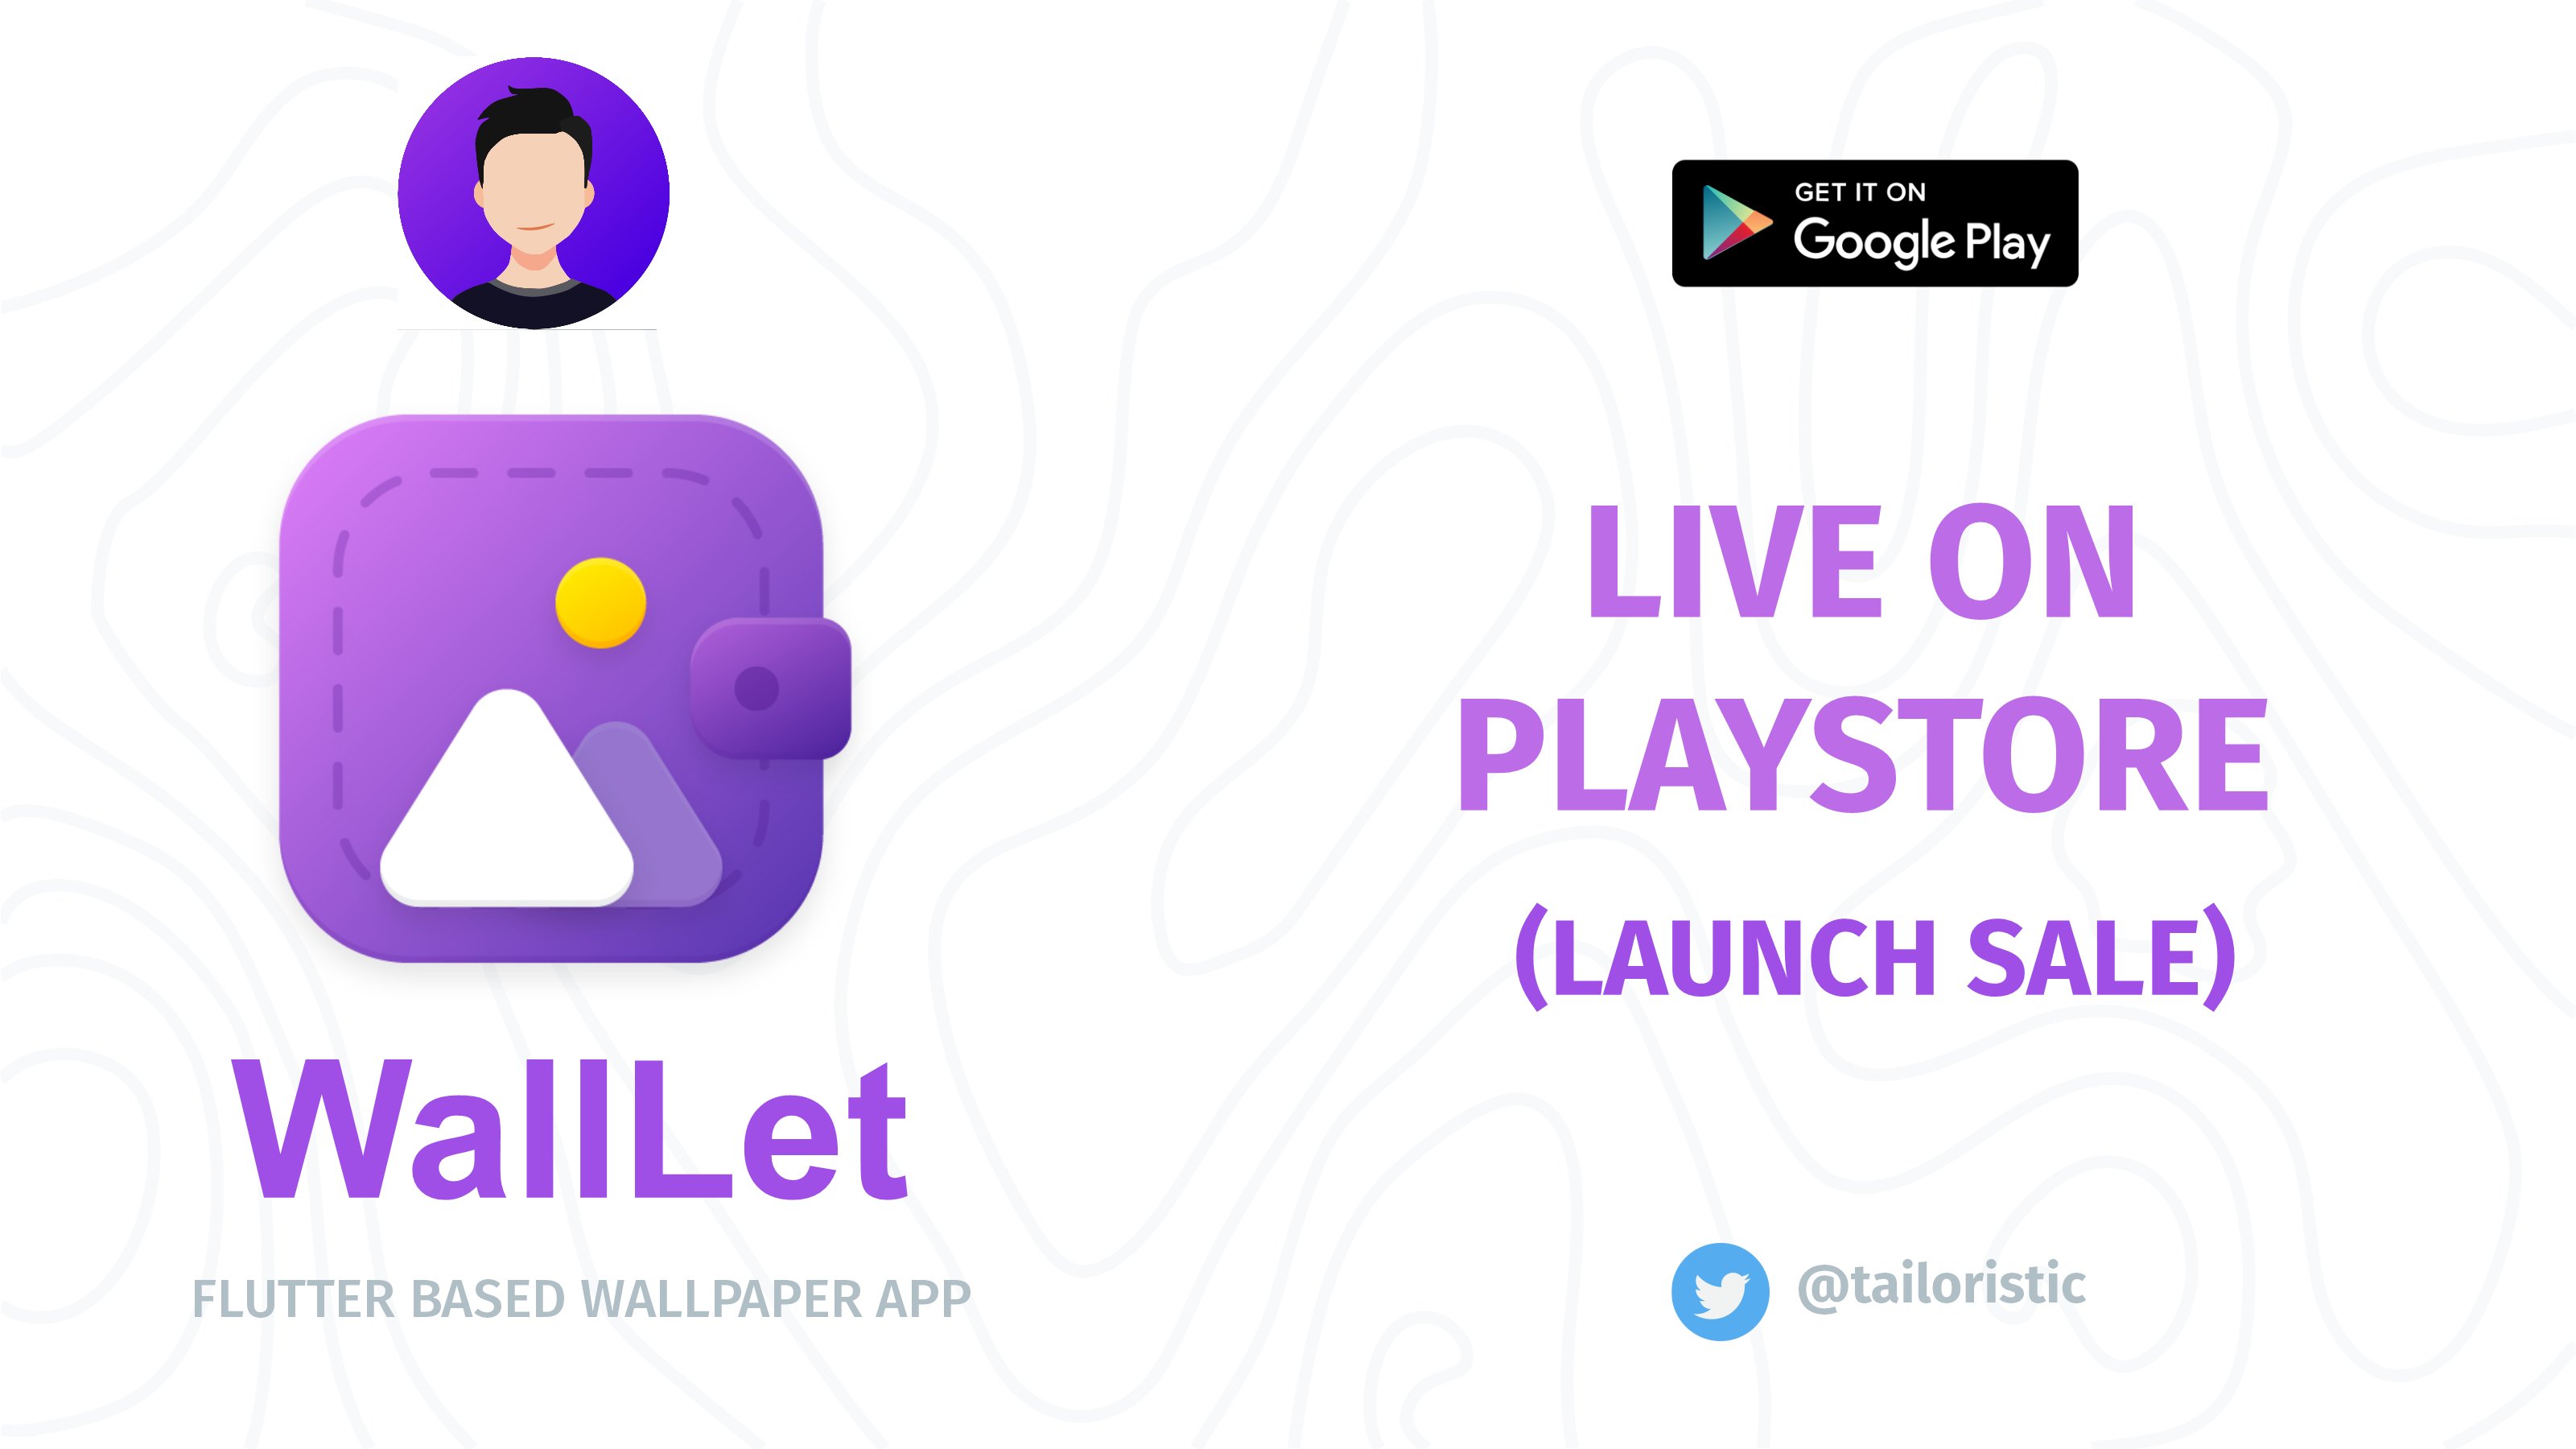 WallLet
FLUTTER BASED WALLPAPER APP
GET IT ON
Google Play
LIVE ON
PLAYSTORE
(LAUNCH SALE)
@tailoristic